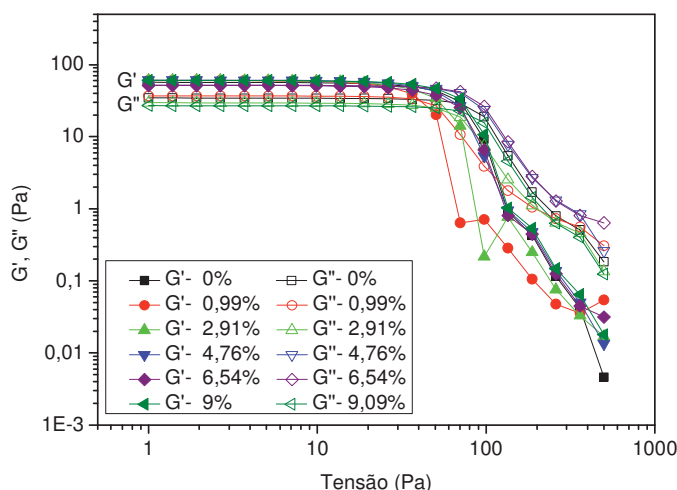 G', G'' (Pa)
100
10
1
0,1
0,01
1E-3
G'
G''
G'- 0%
G'- 0,99%
G'- 2,91%
G'- 4,76%
G'- 6,54%
G'- 9%
G''- 0%
G''- 0,99%
G''- 2,91%
G''- 4,76%
G''- 6,54%
G''- 9,09%
1
10
100
1000
Tensão (Pa)